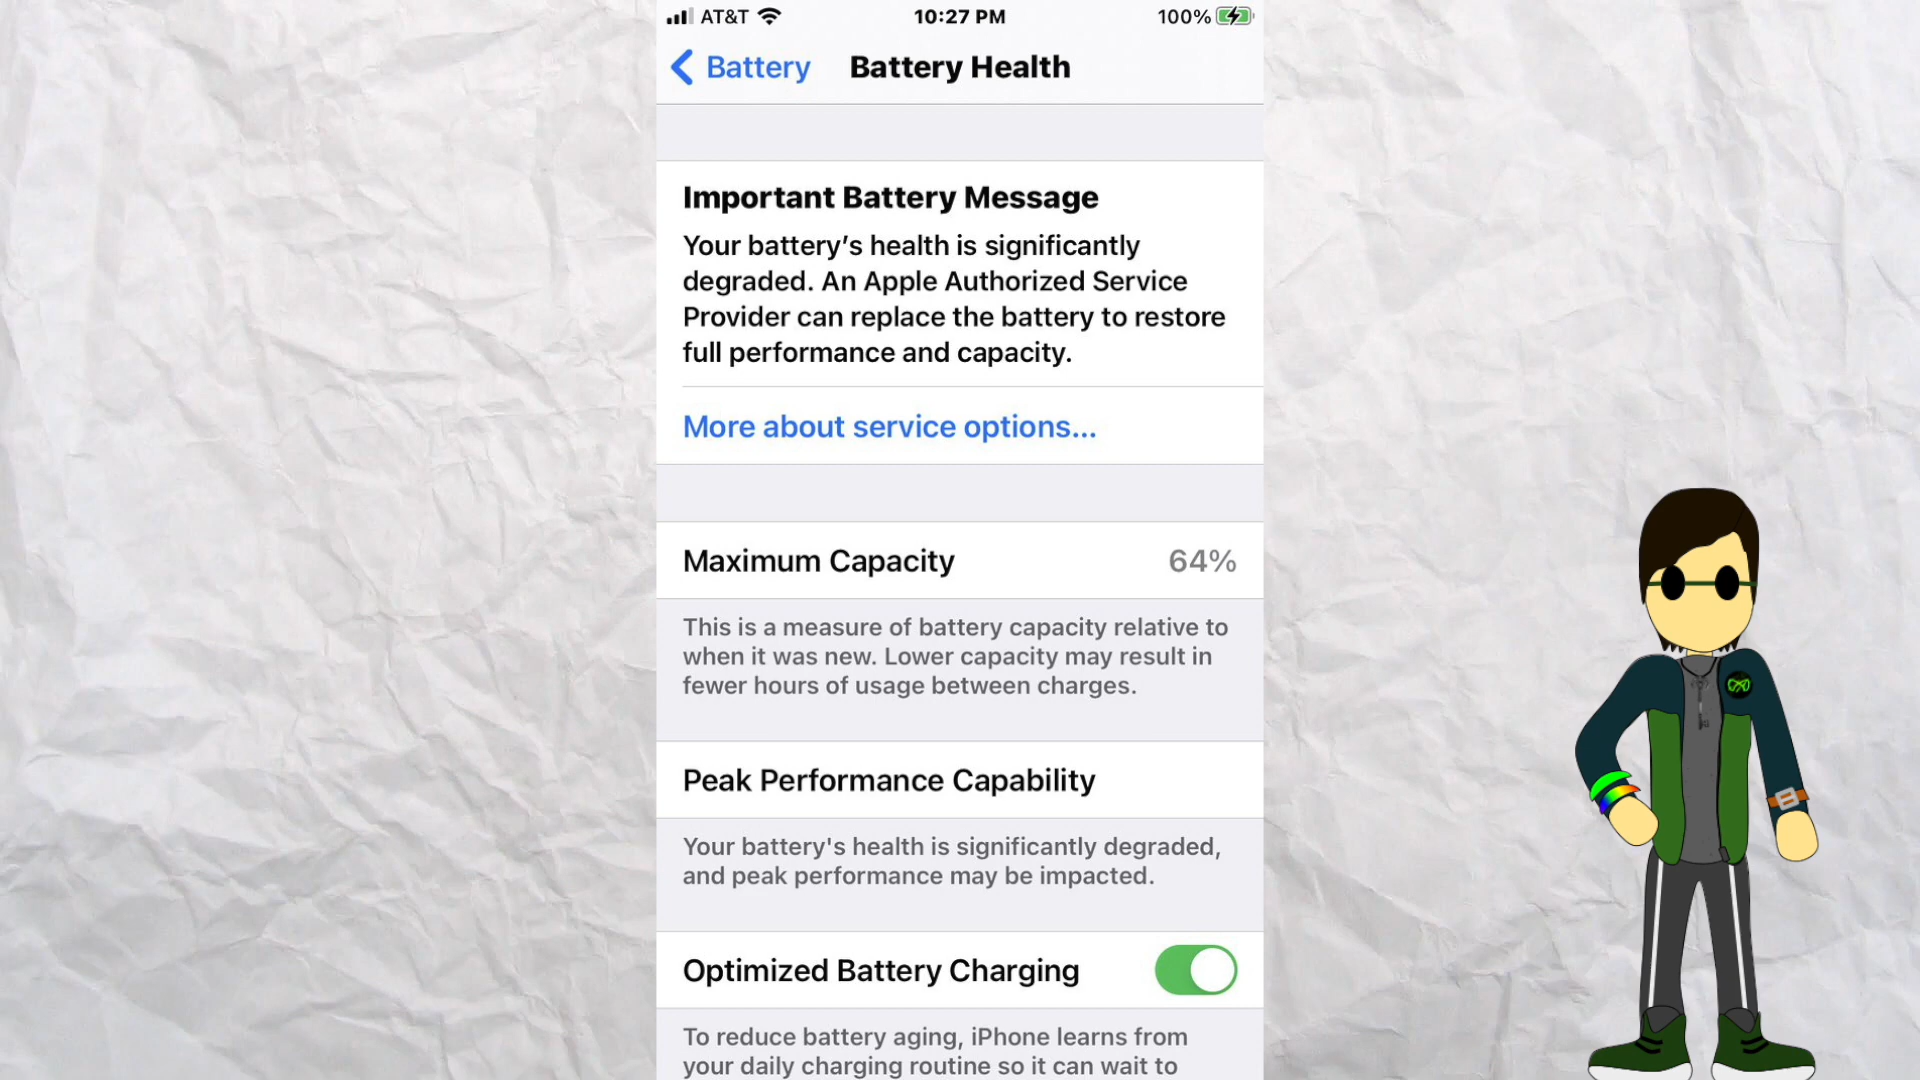 AT&T 10:27 PM 100%
Battery Battery Health
Important Battery Message
Your battery’s health is significantly
degraded. An Apple Authorized Service
Provider can replace the battery to restore
full performance and capacity.
More about service options...
Maximum Capacity 64%
This is a measure of battery capacity relative to
when it was new. Lower capacity may result in
fewer hours of usage between charges.
Peak Performance Capability
Your battery's health is significantly degraded,
and peak performance may be impacted.
Optimized Battery Charging
To reduce battery aging, iPhone learns from
your daily charging routine so it can wait to